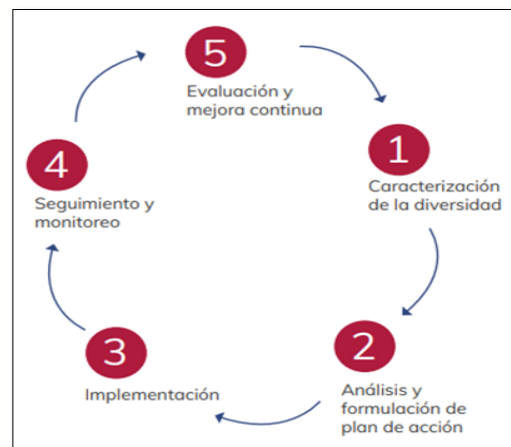 5
Evaluación y
mejora continua
1
Caracterización
de la diversidad
2
Análisis y
formulación de
plan de acción
3
Implementación
4
Seguimiento y
monitoreo